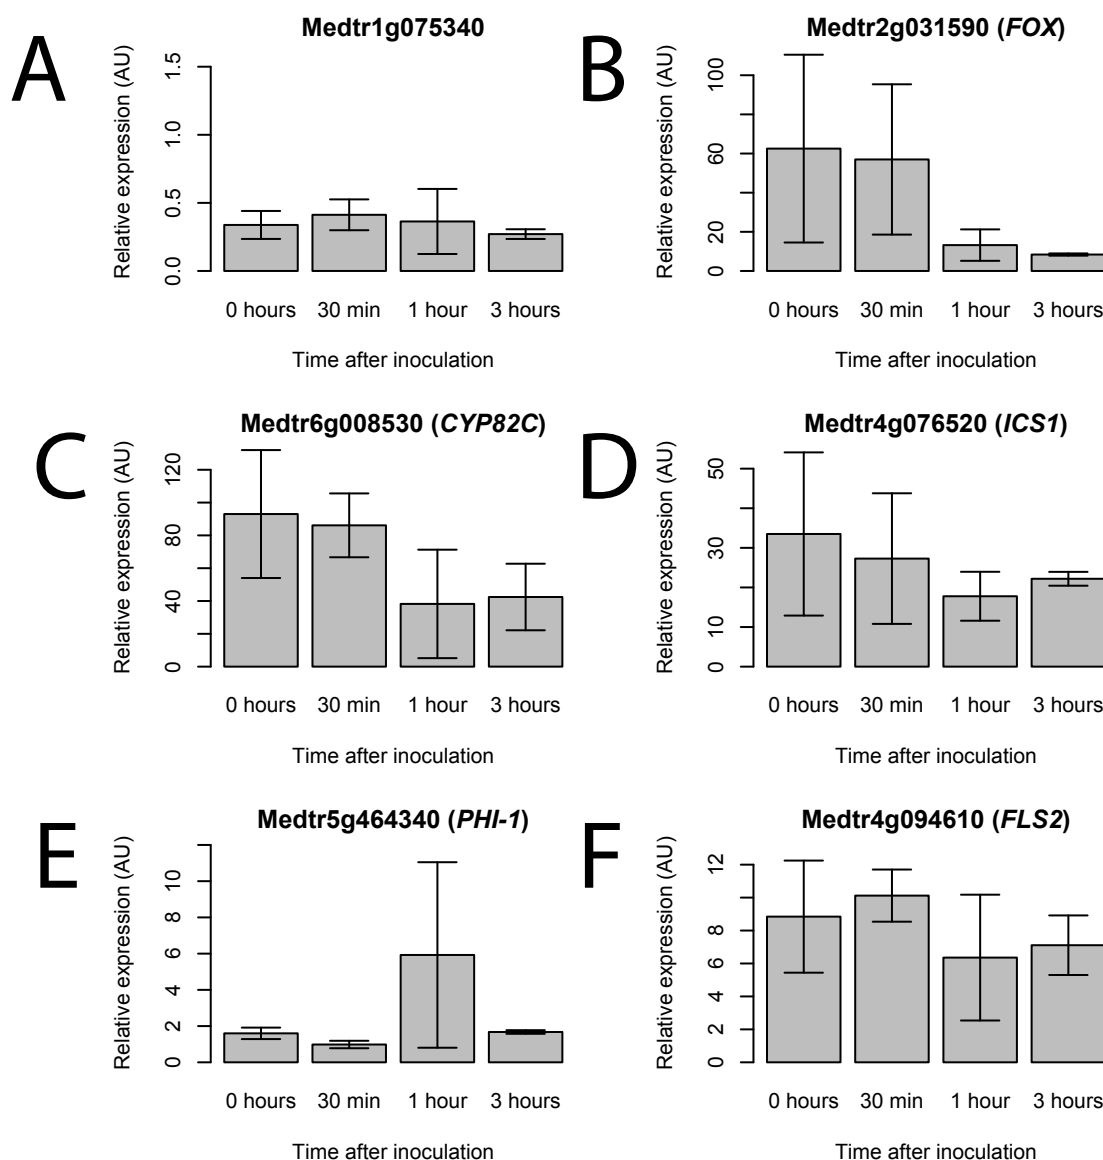 A
Medtr1g075340
Relative expression (AU)
1.5
1.0
0.5
0.0
0 hours 30 min 1 hour 3 hours
Time after inoculation
B
Medtr2g031590 (FOX)
Relative expression (AU)
100
60
20
0
0 hours 30 min 1 hour 3 hours
Time after inoculation
C
Medtr6g008530 (CYP82C)
Relative expression (AU)
120
80
40
0
0 hours 30 min 1 hour 3 hours
Time after inoculation
D
Medtr4g076520 (ICS1)
Relative expression (AU)
50
30
10
0
0 hours 30 min 1 hour 3 hours
Time after inoculation
E
Medtr5g464340 (PHI-1)
Relative expression (AU)
10
8
6
4
2
0
0 hours 30 min 1 hour 3 hours
Time after inoculation
F
Medtr4g094610 (FLS2)
Relative expression (AU)
12
8
6
4
2
0
0 hours 30 min 1 hour 3 hours
Time after inoculation